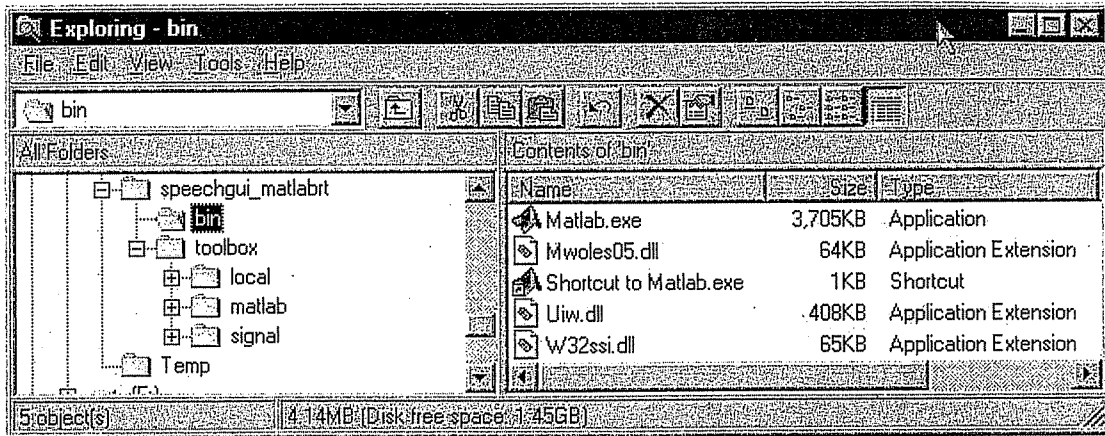 Exploring - bin
File Edit View Tools Help
bin
All Folders
Contents of 'bin'
speechgui_matlabrt
bin
toolbox
local
matlab
signal
Temp
Name Size Type
Matlab.exe 3,705KB Application
Mwoles05.dll 64KB Application Extension
Shortcut to Matlab.exe 1KB Shortcut
Uiw.dll 408KB Application Extension
W32ssi.dll 65KB Application Extension
5 object(s) 4.14MB (Disk free space: 1.45GB)